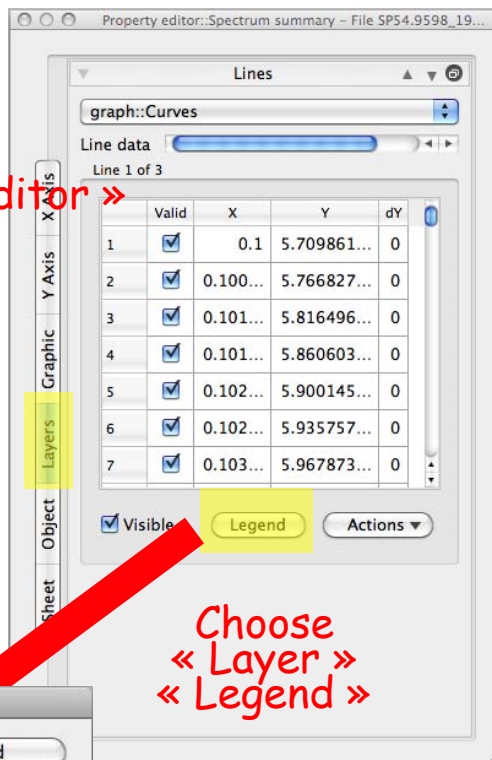 Property editor::Spectrum summary – File SP54.9598_19...
Lines
graph::Curves
Line data
Line 1 of 3
Valid X Y dY
1 0.1 5.709861... 0
2 0.100... 5.766827... 0
3 0.101... 5.816496... 0
4 0.101... 5.860603... 0
5 0.102... 5.900145... 0
6 0.102... 5.935757... 0
7 0.103... 5.967873... 0
Visible Legend Actions
X Axis
Y Axis
Graphic
Layers
Object
Sheet
»
Choose
« Layer »
« Legend »